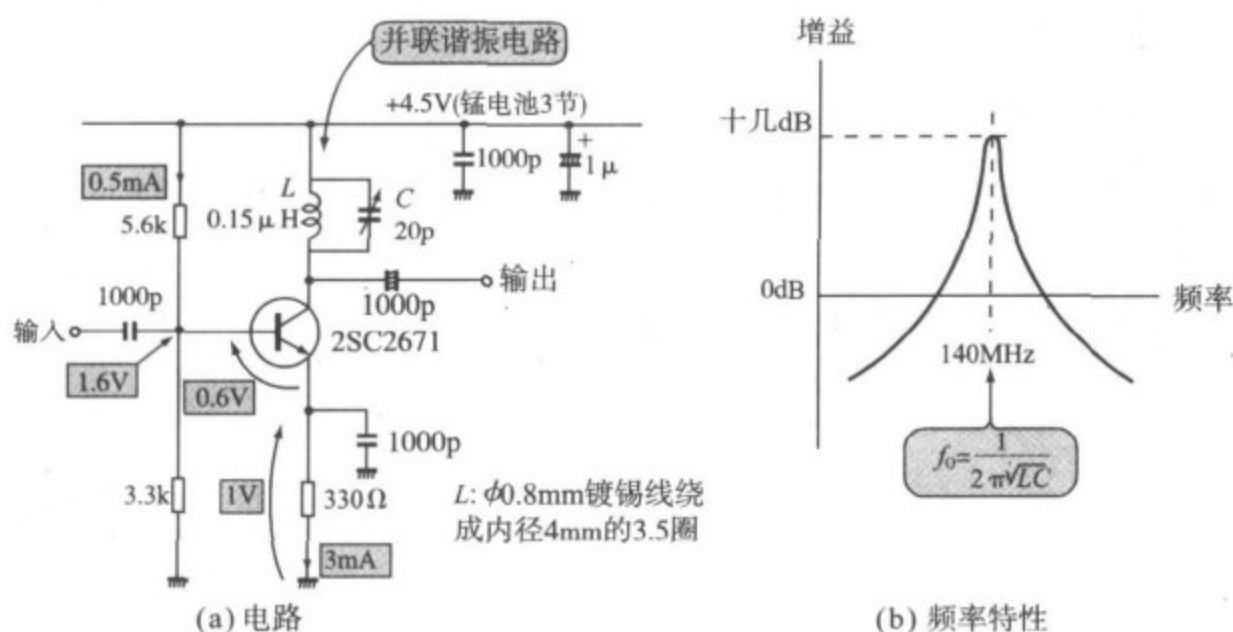 并联谐振电路
+4.5V(锰电池3节)
0.5mA
5.6k
L
0.15μH
C
20p
1000p
+
1μ
1000p
输入
1000p
输出
2SC2671
1.6V
0.6V
1000p
3.3k
1V
330Ω
3mA
L: ϕ0.8mm镀锡线绕
成内径4mm的3.5圈
(a) 电路
增益
十几dB
0dB
频率
140MHz
f₀=1/2π√LC
(b) 频率特性